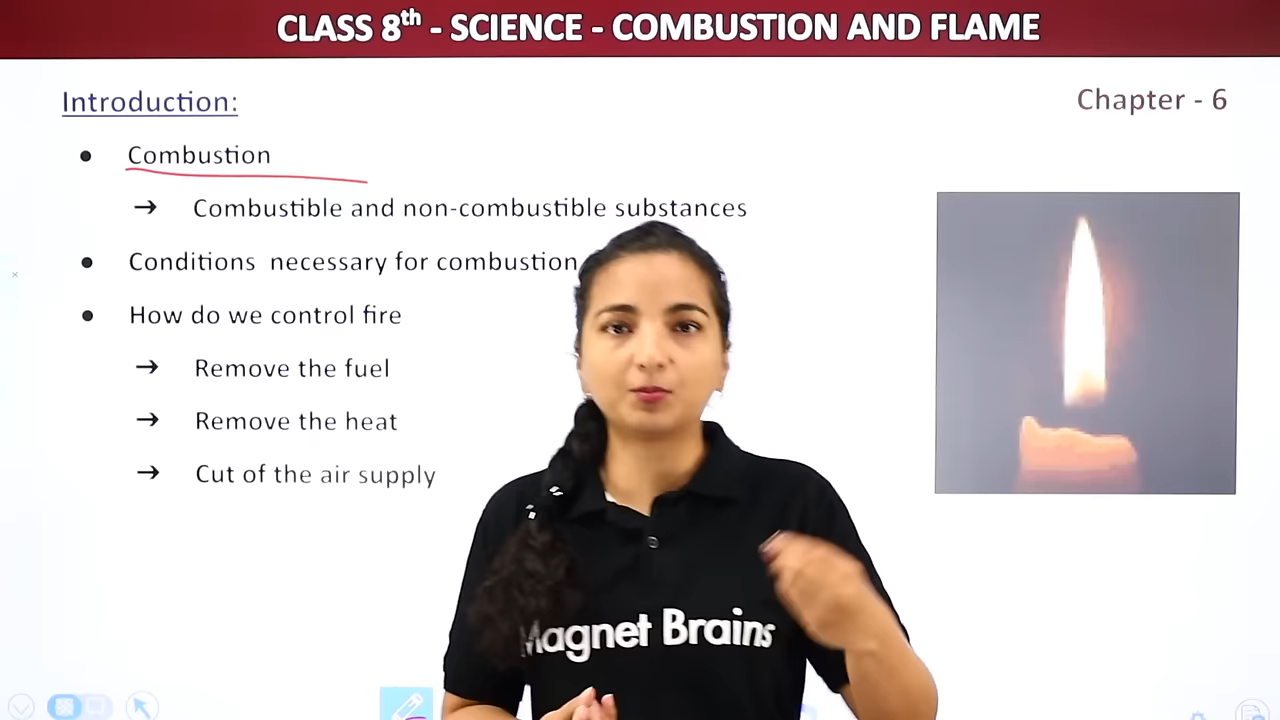 CLASS 8th - SCIENCE - COMBUSTION AND FLAME
Introduction:
Chapter - 6
Combustion
→ Combustible and non-combustible substances
Conditions necessary for combustion
How do we control fire
→ Remove the fuel
→ Remove the heat
→ Cut of the air supply
Magnet Brains